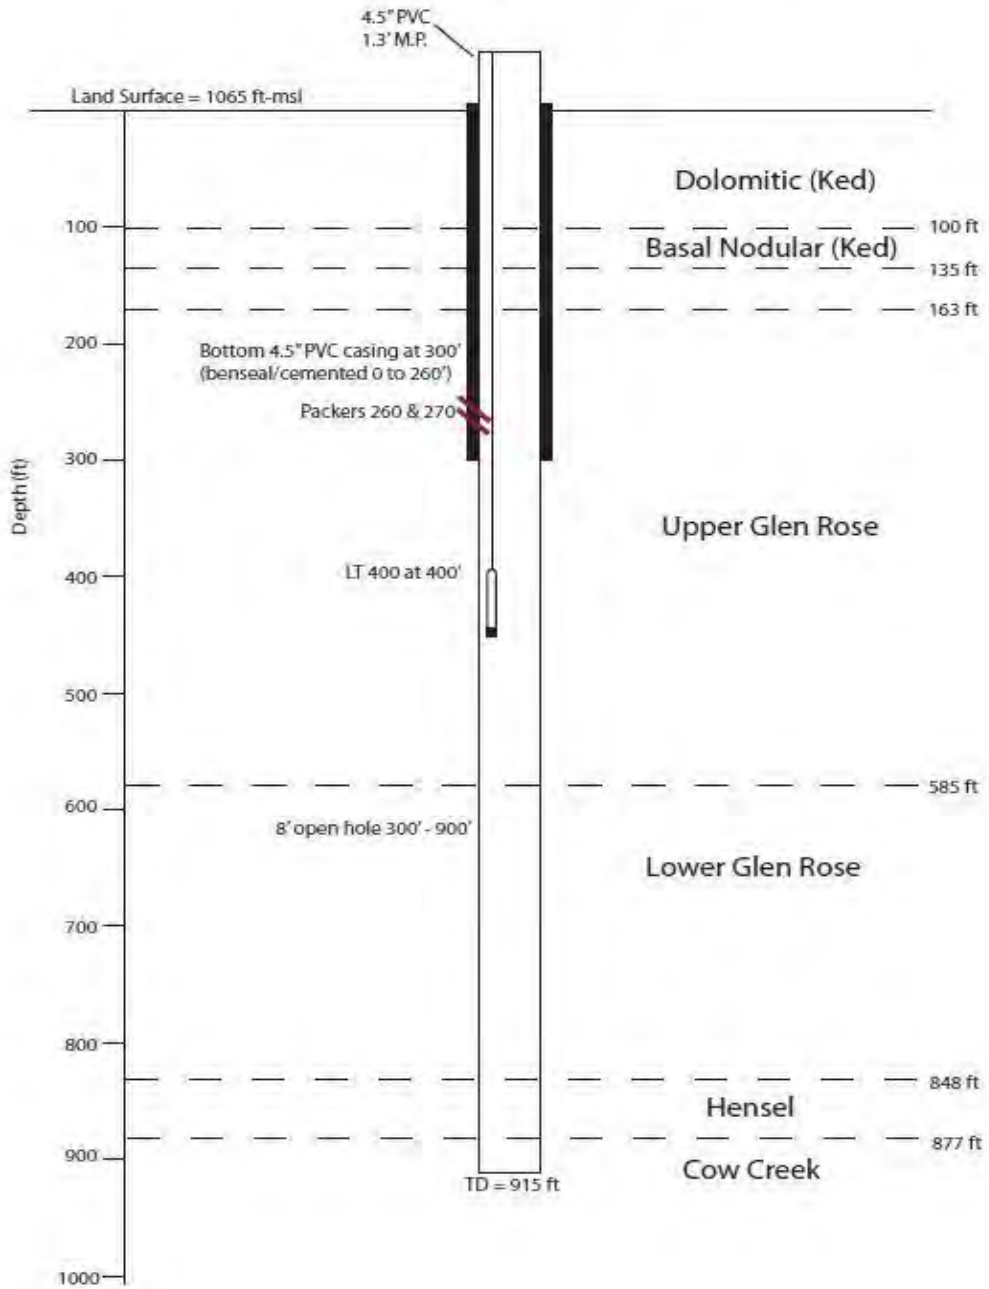 4.5" PVC
1.3' M.P.
Land Surface = 1065 ft-msl
Dolomitic (Ked)
100
100 ft
Basal Nodular (Ked)
135 ft
163 ft
200
Bottom 4.5" PVC casing at 300'
(benseal/cemented 0 to 260')
Packers 260 & 270
300
Depth (ft)
Upper Glen Rose
LT 400 at 400'
400
500
585 ft
600
8' open hole 300' - 900'
Lower Glen Rose
700
800
848 ft
Hensel
877 ft
900
Cow Creek
TD = 915 ft
1000